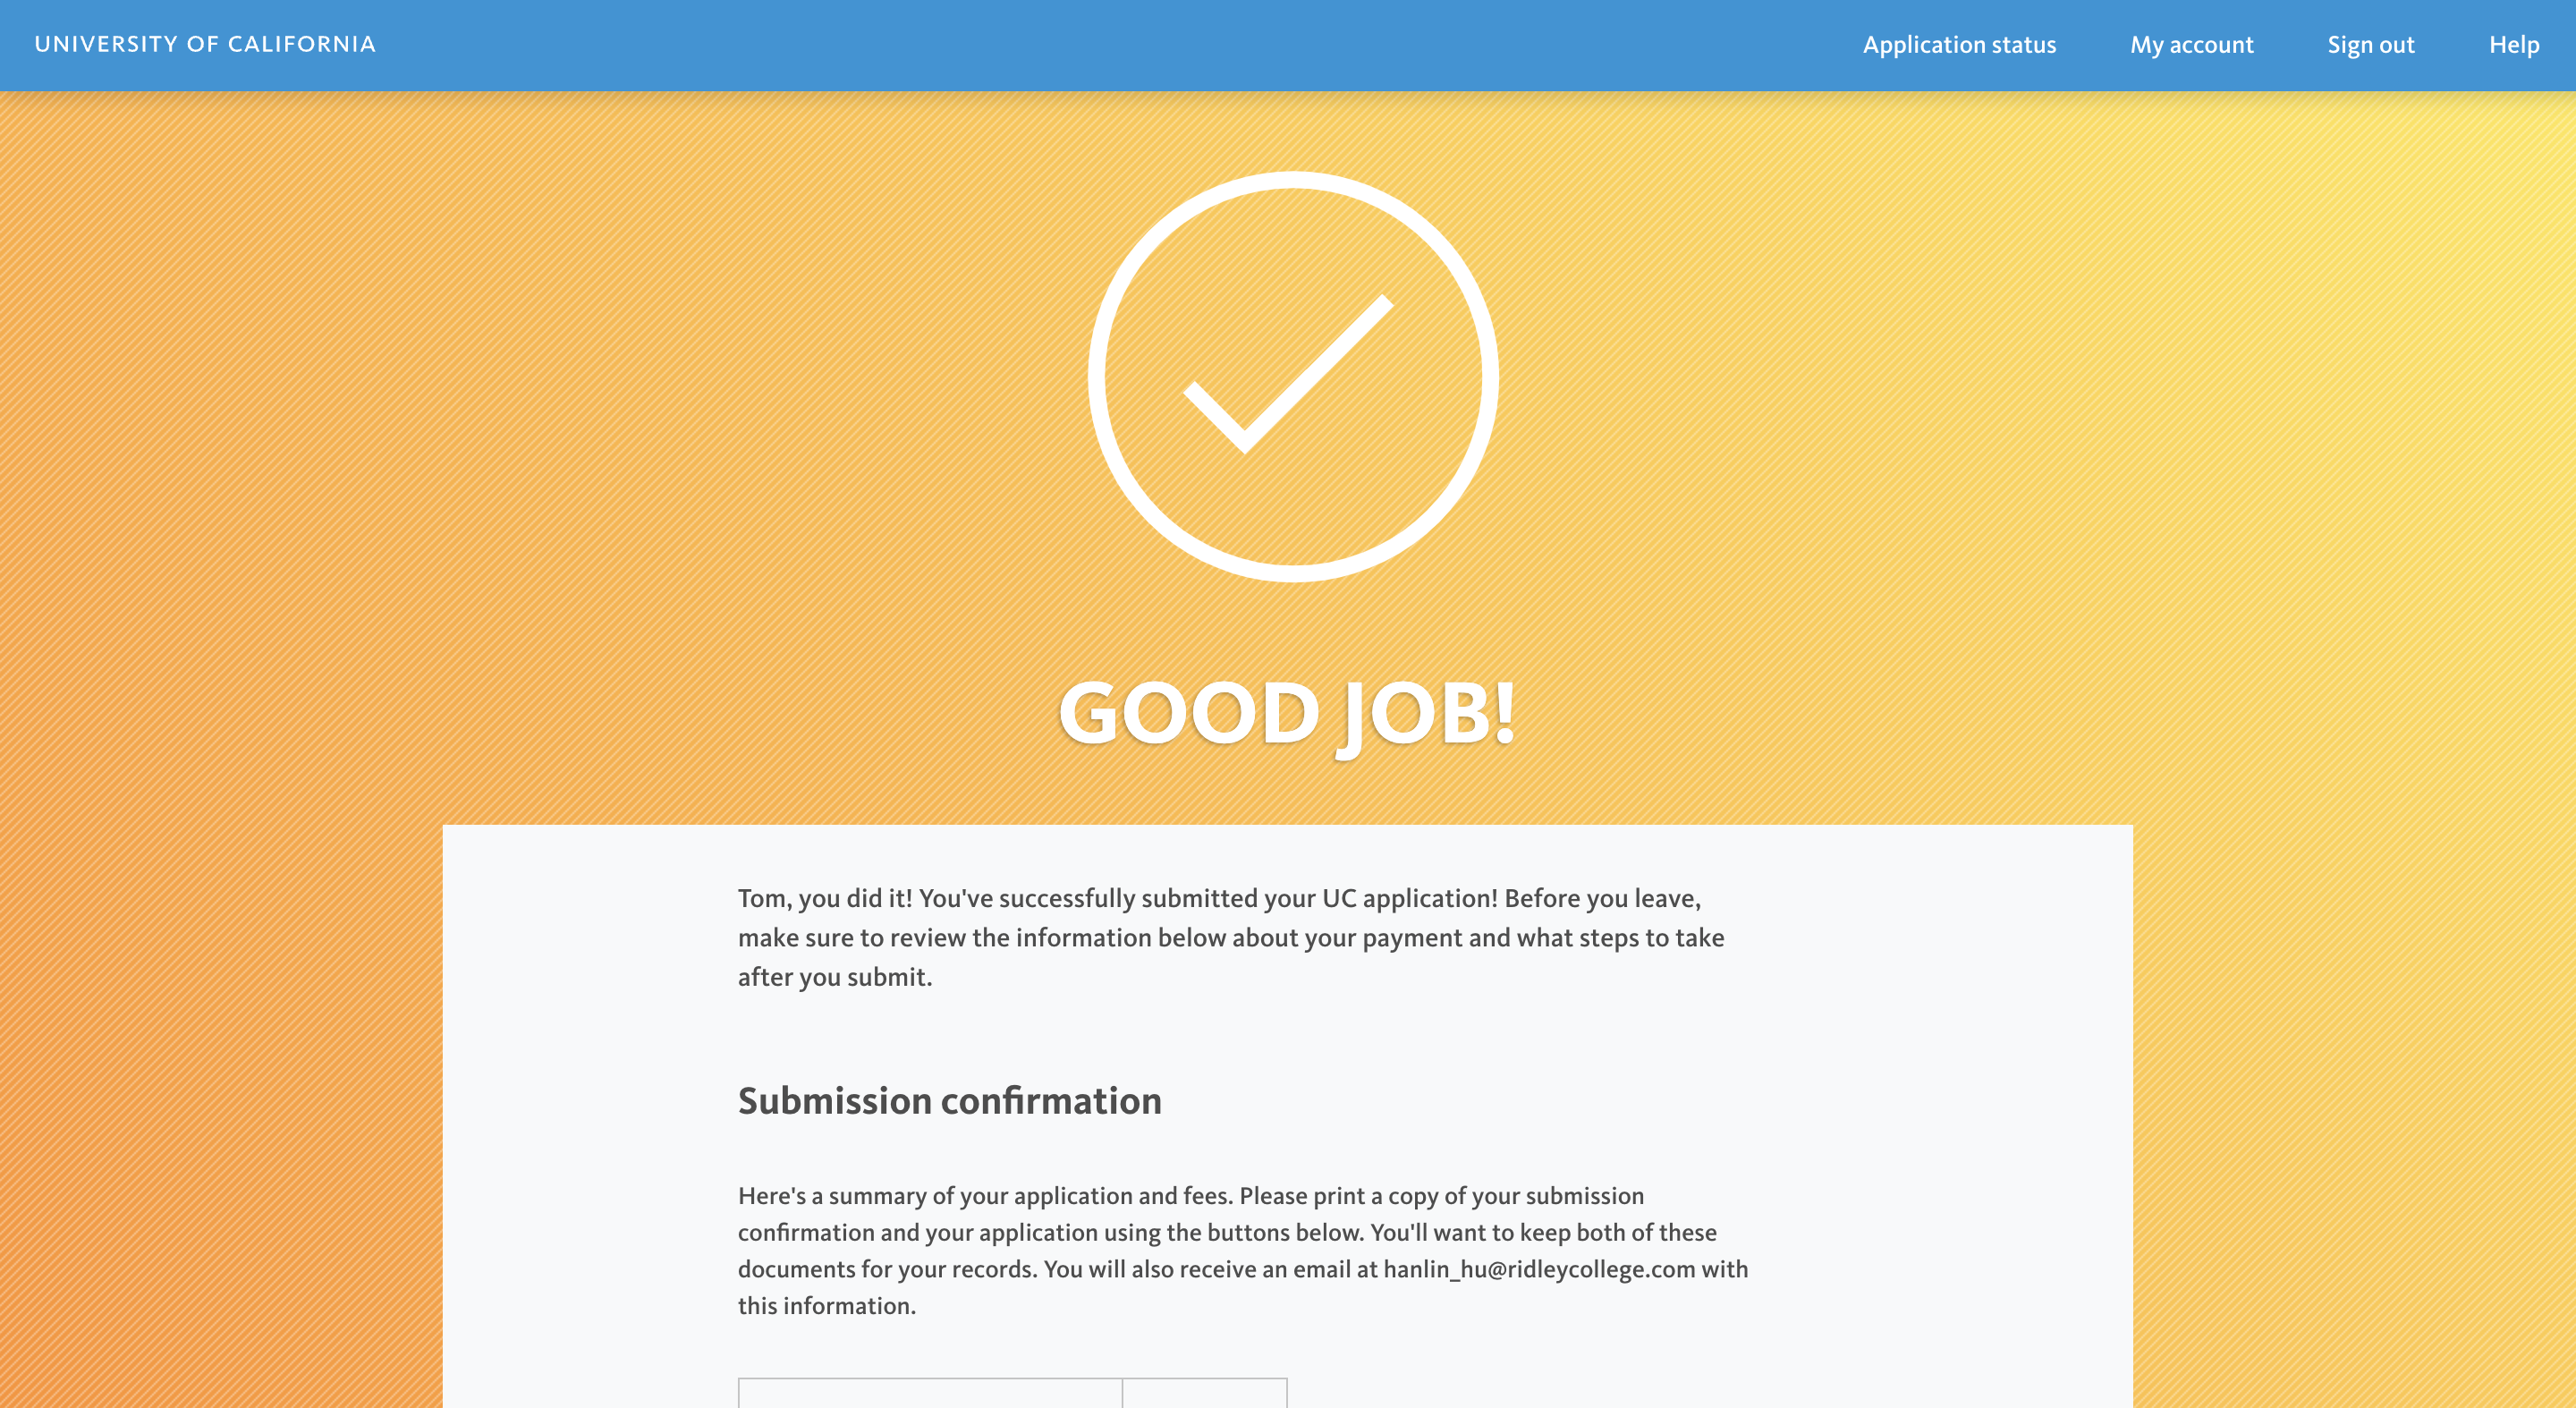 UNIVERSITY OF CALIFORNIA
Application status
My account
Sign out
Help
GOOD JOB!
Tom, you did it! You've successfully submitted your UC application! Before you leave,
make sure to review the information below about your payment and what steps to take
after you submit.
Submission confirmation
Here's a summary of your application and fees. Please print a copy of your submission
confirmation and your application using the buttons below. You'll want to keep both of these
documents for your records. You will also receive an email at hanlin_hu@ridleycollege.com with
this information.